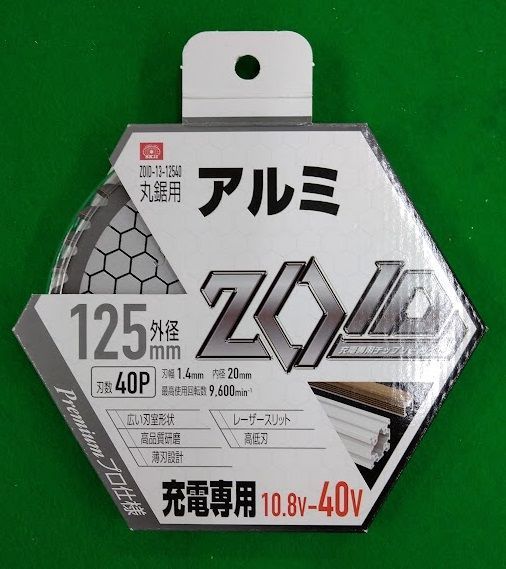 SK11
ZOID-13-12540
丸鋸用
アルミ
ZOID
充電専用チップソー
125mm 外径
刃数 40P
刃幅 1.4mm 内径 20mm
最高使用回転数 9,600min⁻¹
広い刃室形状 レーザースリット
高品質研磨 高低刃
薄刃設計
Premiumプロ仕様
充電専用 10.8V-40V